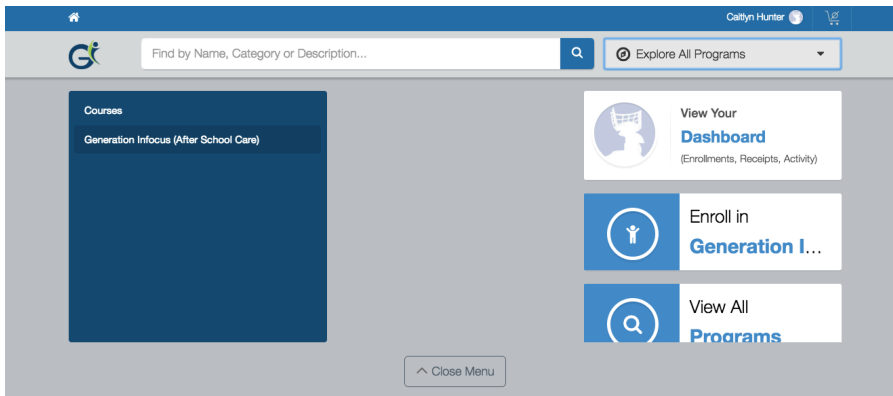 Caitlyn Hunter
Find by Name, Category or Description...
Explore All Programs
Courses
Generation Infocus (After School Care)
View Your
Dashboard
(Enrollments, Receipts, Activity)
Enroll in
Generation I...
View All
Programs
Close Menu